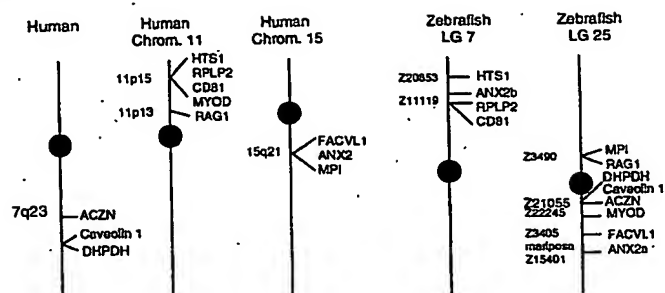 Human
Human
Chrom. 11
Human
Chrom. 15
Zebrafish
LG 7
Zebrafish
LG 25
11p15
HTS1
RPLP2
CD81
MYOD
11p13
RAG1
7q23
ACZN
Caveolin 1
DHPDH
15q21
FACVL1
ANX2
MPI
Z20853
HTS1
ANX2b
Z11119
RPLP2
CD81
Z3490
MPI
RAG1
DHPDH
Caveolin 1
Z21055
ACZN
Z22245
MYOD
Z3405
FACVL1
mariposa
ANX2a
Z15401